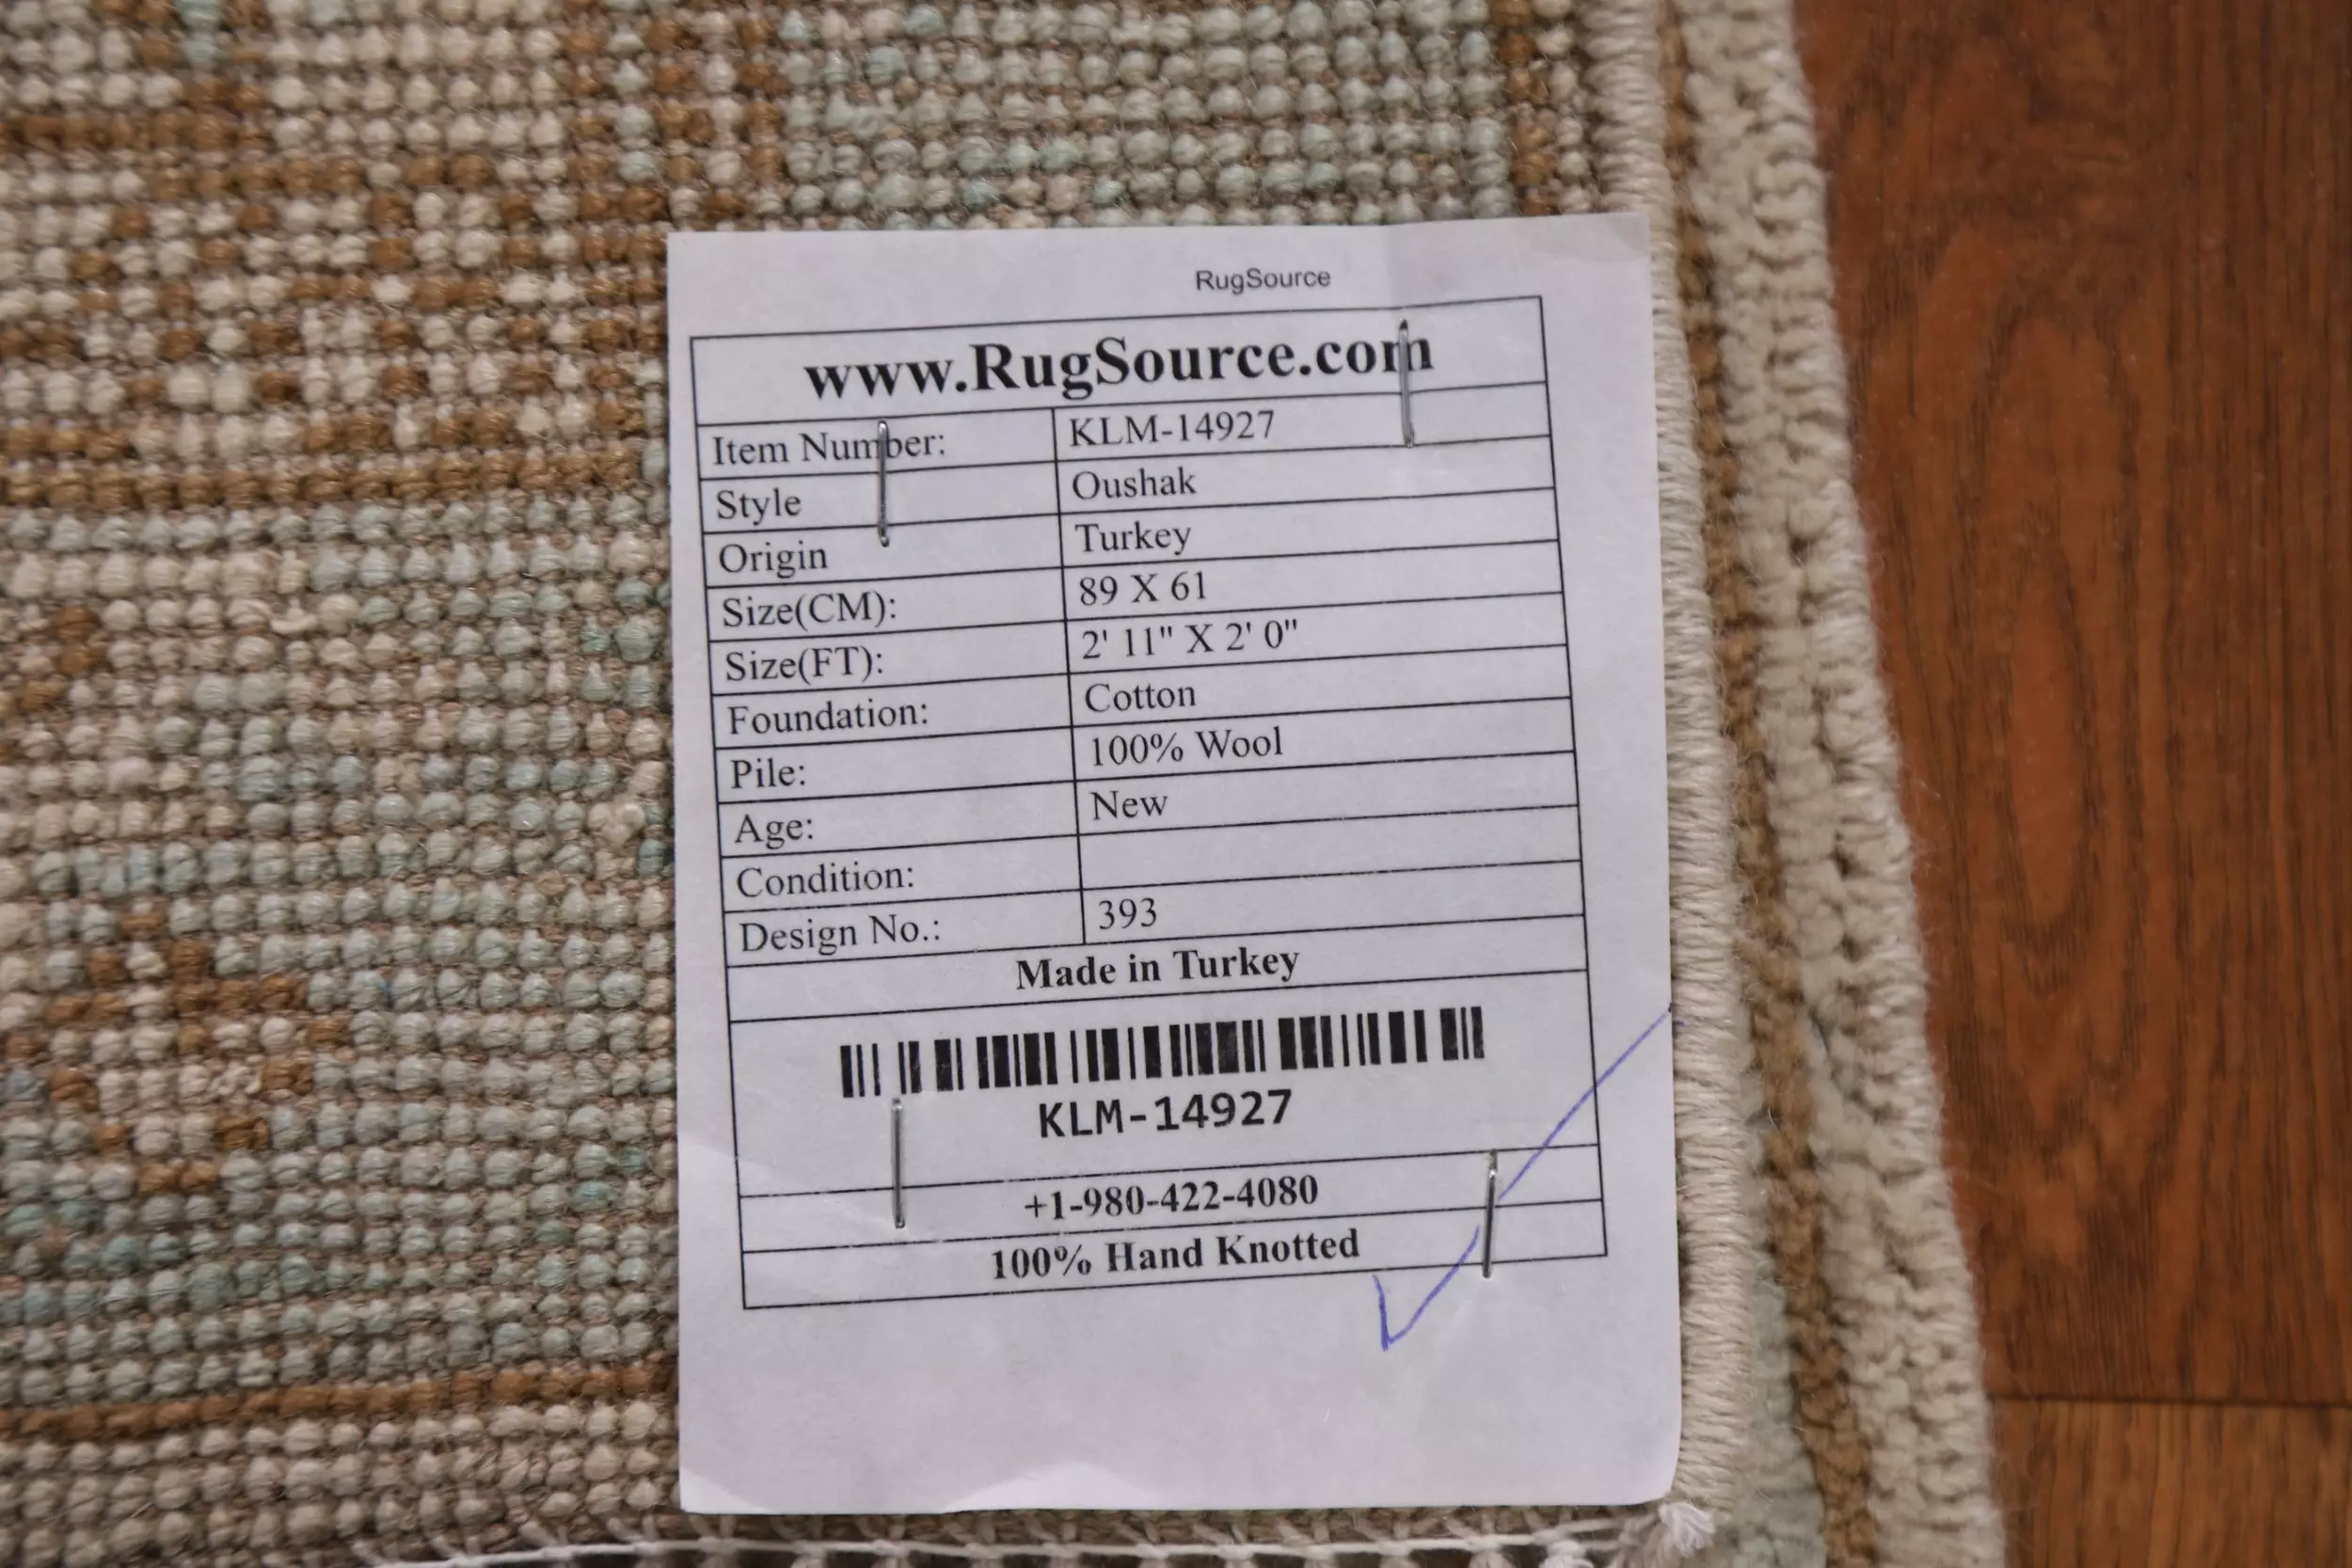 RugSource
www.RugSource.com
Item Number: KLM-14927
Style Oushak
Origin Turkey
Size(CM): 89 X 61
Size(FT): 2' 11" X 2' 0"
Foundation: Cotton
Pile: 100% Wool
Age: New
Condition:
Design No.: 393
Made in Turkey
KLM-14927
+1-980-422-4080
100% Hand Knotted